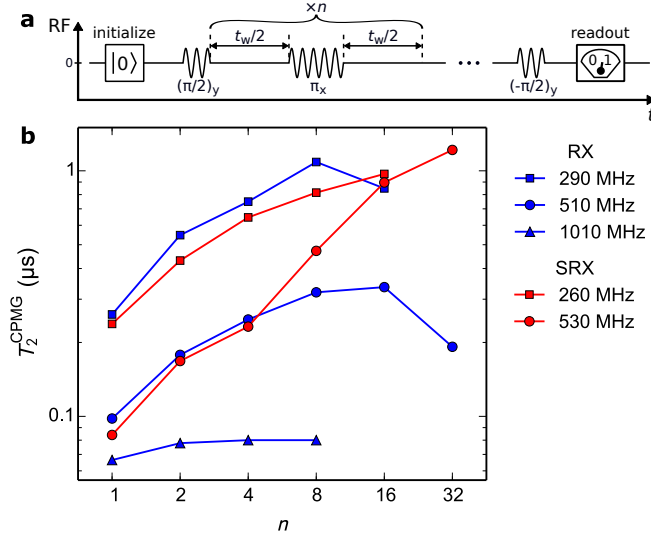 a
RF
×n
initialize
t_w/2
t_w/2
readout
0
|0⟩
...
0 1
(π/2)_y
π_x
(-π/2)_y
t
b
T_2^CPMG (μs)
1
0.1
1 2 4 8 16 32
n
RX
290 MHz
510 MHz
1010 MHz
SRX
260 MHz
530 MHz